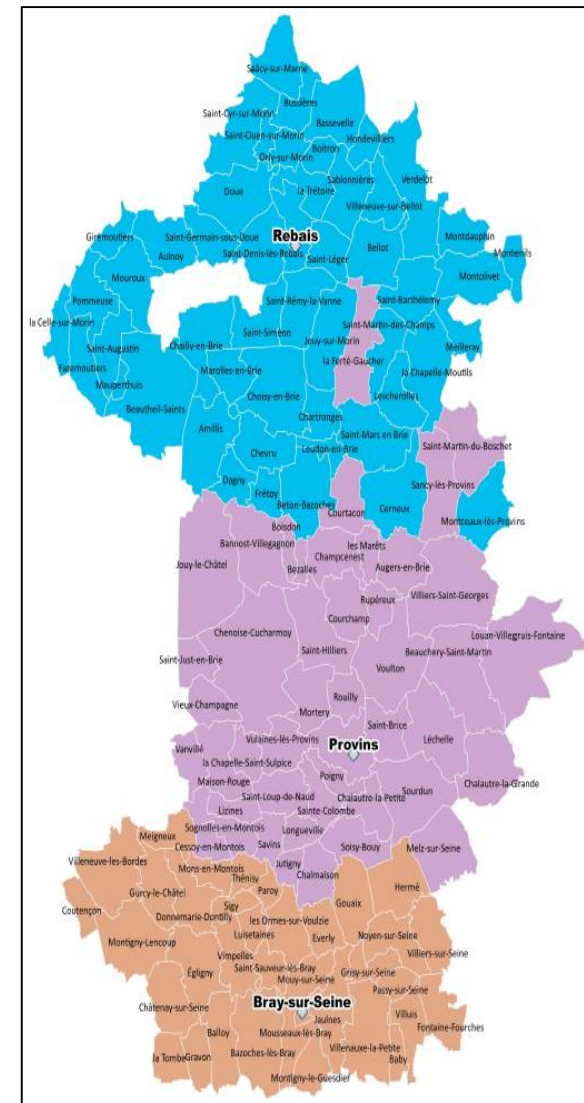 Saâcy-sur-Marne
Bussières
Saint-Cyr-sur-Morin
Bassevelle
Saint-Ouen-sur-Morin
Hondevilliers
Boitron
Orly-sur-Morin
Sablonnières
Verdelot
Doue
la Trétoire
Villeneuve-sur-Bellot
Rebais
Girémoutiers
Saint-Germain-sous-Doue
Montdauphin
Aulnoy
Saint-Denis-lès-Rebais
Bellot
Montenils
Saint-Léger
Mouroux
Montolivet
Pommeuse
Saint-Rémy-la-Vanne
Saint-Barthélemy
la Celle-sur-Morin
Saint-Siméon
Saint-Martin-des-Champs
Jouy-sur-Morin
Saint-Augustin
Chailly-en-Brie
Meilleray
la Ferté-Gaucher
Faremoutiers
Marolles-en-Brie
la Chapelle-Moutils
Mauperthuis
Choisy-en-Brie
Lescherolles
Beautheil-Saints
Chartronges
Amillis
Saint-Mars en Brie
Saint-Martin-du-Boschet
Chevru
Leudon-en-Brie
Dagny
Sancy-lès-Provins
Frétoy
Beton-Bazoches
Cerneux
Courtacon
Montceaux-lès-Provins
Boisdon
Bannost-Villegagnon
les Marêts
Champcenest
Jouy-le-Châtel
Bezalles
Augers-en-Brie
Rupéreux
Villiers-Saint-Georges
Courchamp
Chenoise-Cucharmoy
Louan-Villegruis-Fontaine
Saint-Hilliers
Beauchery-Saint-Martin
Saint-Just-en-Brie
Voulton
Rouilly
Vieux-Champagne
Mortery
Saint-Brice
Vulaines-lès-Provins
Provins
Léchelle
Vanvillé
la Chapelle-Saint-Sulpice
Poigny
Maison-Rouge
Chalautre-la-Grande
Saint-Loup-de-Naud
Chalautre-la-Petite
Sourdun
Lizines
Sainte-Colombe
Sognolles-en-Montois
Longueville
Meigneux
Cessoy-en-Montois
Savins
Soisy-Bouy
Melz-sur-Seine
Villeneuve-les-Bordes
Jutigny
Mons-en-Montois
Chalmaison
Thénisy
Hermé
Gurcy-le-Châtel
Paroy
Gouaix
Coutençon
Sigy
Donnemarie-Dontilly
les Ormes-sur-Voulzie
Luisetaines
Everly
Noyen-sur-Seine
Montigny-Lencoup
Vimpelles
Villiers-sur-Seine
Saint-Sauveur-lès-Bray
Grisy-sur-Seine
Égligny
Mouy-sur-Seine
Passy-sur-Seine
Châtenay-sur-Seine
Bray-sur-Seine
Villuis
Jaulnes
Fontaine-Fourches
Balloy
Mousseaux-lès-Bray
Villenauxe-la-Petite
la Tombe
Gravon
Bazoches-lès-Bray
Baby
Montigny-le-Guesdier